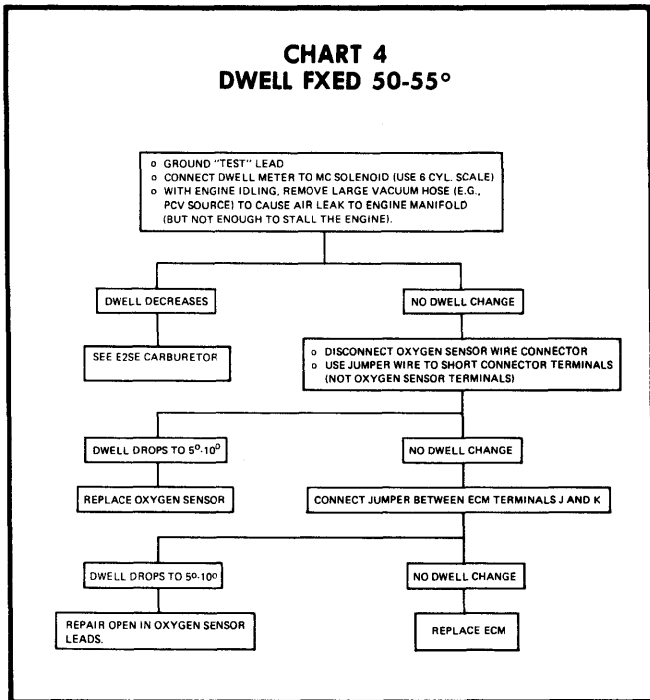 CHART 4
DWELL FXED 50-55°
o GROUND "TEST" LEAD
o CONNECT DWELL METER TO MC SOLENOID (USE 6 CYL. SCALE)
o WITH ENGINE IDLING, REMOVE LARGE VACUUM HOSE (E.G.,
PCV SOURCE) TO CAUSE AIR LEAK TO ENGINE MANIFOLD
(BUT NOT ENOUGH TO STALL THE ENGINE).
DWELL DECREASES
NO DWELL CHANGE
SEE E2SE CARBURETOR
o DISCONNECT OXYGEN SENSOR WIRE CONNECTOR
o USE JUMPER WIRE TO SHORT CONNECTOR TERMINALS
(NOT OXYGEN SENSOR TERMINALS)
DWELL DROPS TO 5°-10°
NO DWELL CHANGE
REPLACE OXYGEN SENSOR
CONNECT JUMPER BETWEEN ECM TERMINALS J AND K
DWELL DROPS TO 5°-10°
NO DWELL CHANGE
REPAIR OPEN IN OXYGEN SENSOR
LEADS.
REPLACE ECM